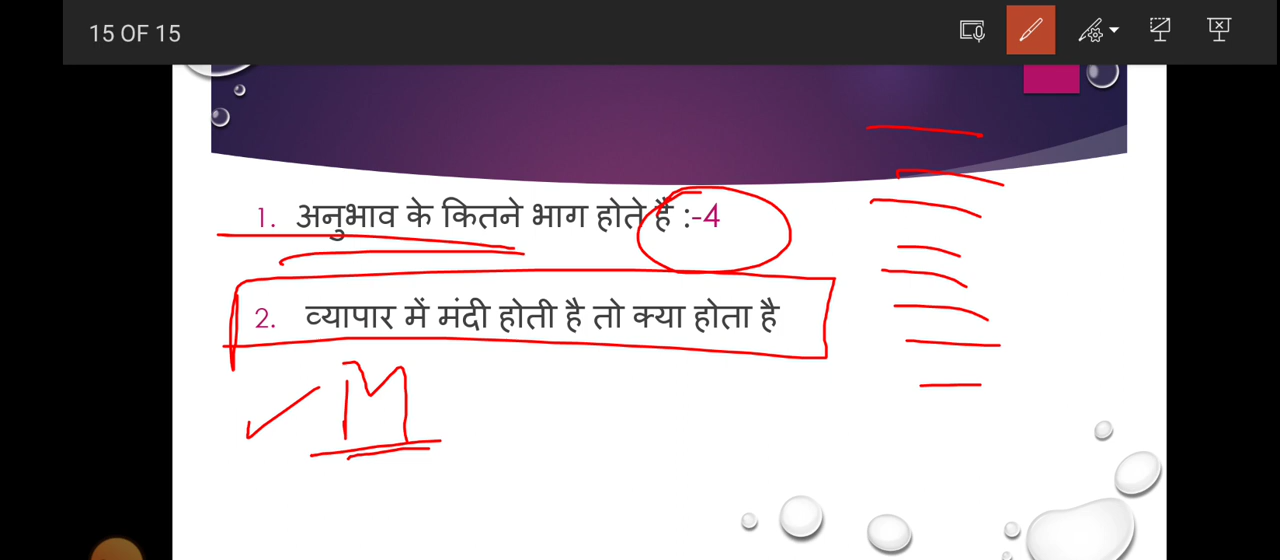 15 OF 15
1. अनुभाव के कितने भाग होते है :-4
2. व्यापार में मंदी होती है तो क्या होता है
M